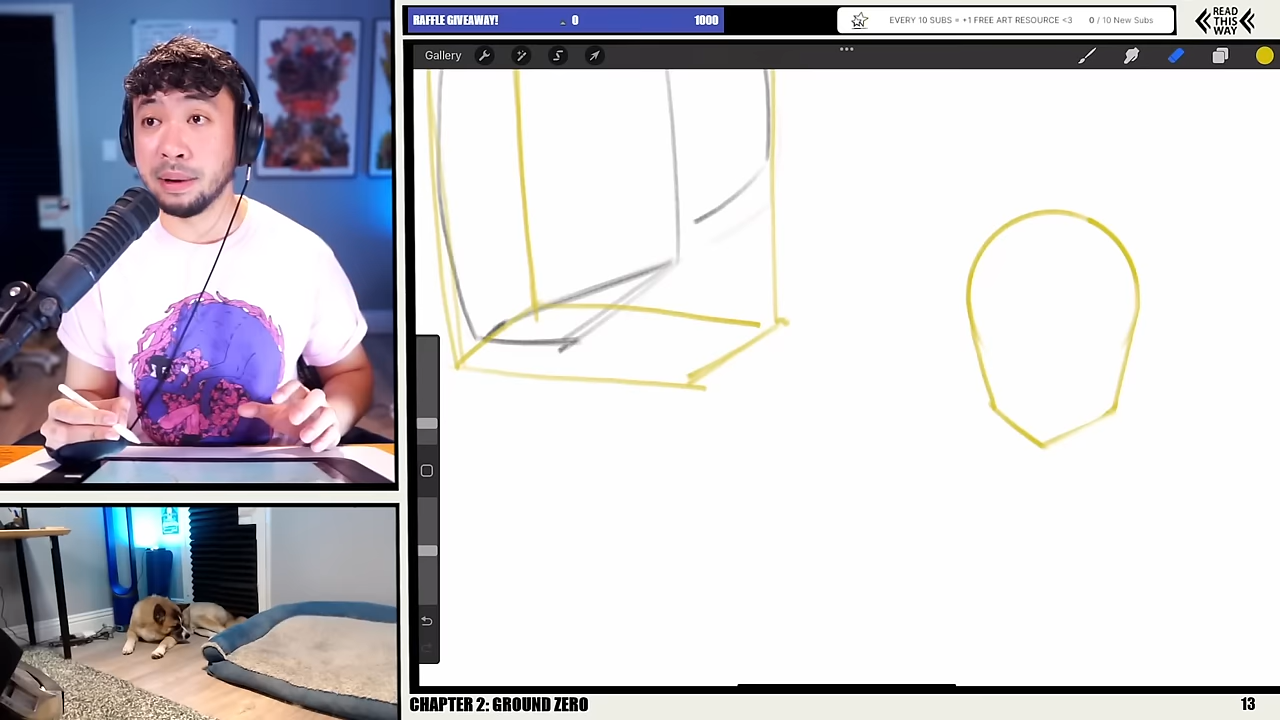 RAFFLE GIVEAWAY! 0 1000
EVERY 10 SUBS = +1 FREE ART RESOURCE <3 0 / 10 New Subs
READ
THIS
WAY
Gallery
CHAPTER 2: GROUND ZERO 13